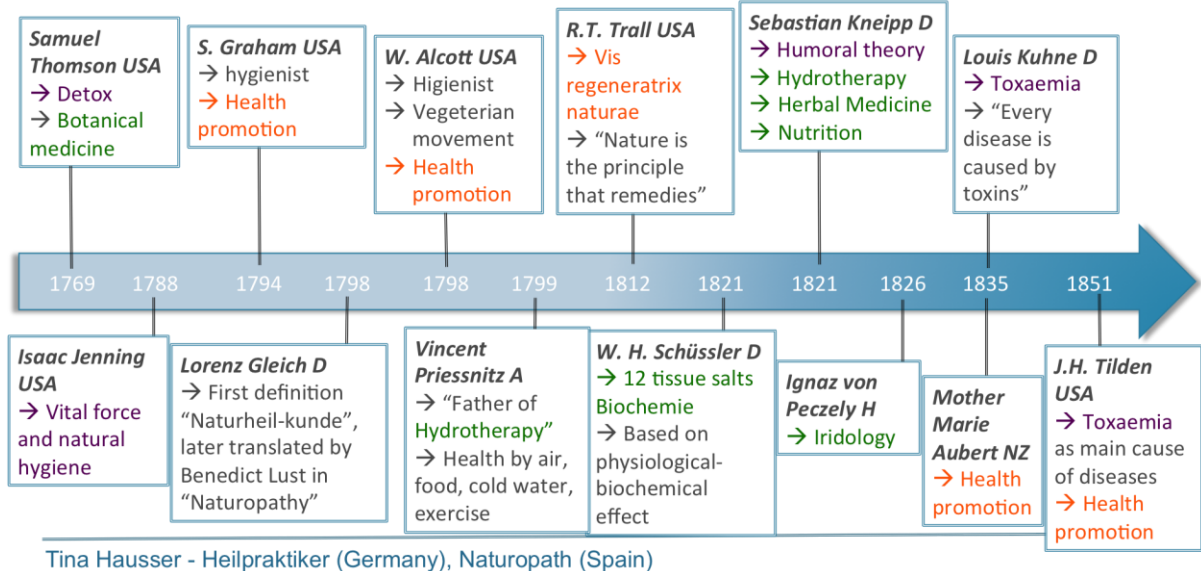 Samuel
Thomson USA
→ Detox
→ Botanical
medicine
S. Graham USA
→ hygienist
→ Health
promotion
W. Alcott USA
→ Higienist
→ Vegeterian
movement
→ Health
promotion
R.T. Trall USA
→ Vis
regeneratrix
naturae
→ “Nature is
the principle
that remedies”
Sebastian Kneipp D
→ Humoral theory
→ Hydrotherapy
→ Herbal Medicine
→ Nutrition
Louis Kuhne D
→ Toxaemia
→ “Every
disease is
caused by
toxins”
1769 1788 1794 1798 1798 1799 1812 1821 1821 1826 1835 1851
Isaac Jenning
USA
→ Vital force
and natural
hygiene
Lorenz Gleich D
→ First definition
“Naturheil-kunde”,
later translated by
Benedict Lust in
“Naturopathy”
Vincent
Priessnitz A
→ “Father of
Hydrotherapy”
→ Health by air,
food, cold water,
exercise
W. H. Schüssler D
→ 12 tissue salts
Biochemie
→ Based on
physiological-
biochemical
effect
Ignaz von
Peczely H
→ Iridology
Mother
Marie
Aubert NZ
→ Health
promotion
J.H. Tilden
USA
→ Toxaemia
as main cause
of diseases
→ Health
promotion
Tina Hausser - Heilpraktiker (Germany), Naturopath (Spain)